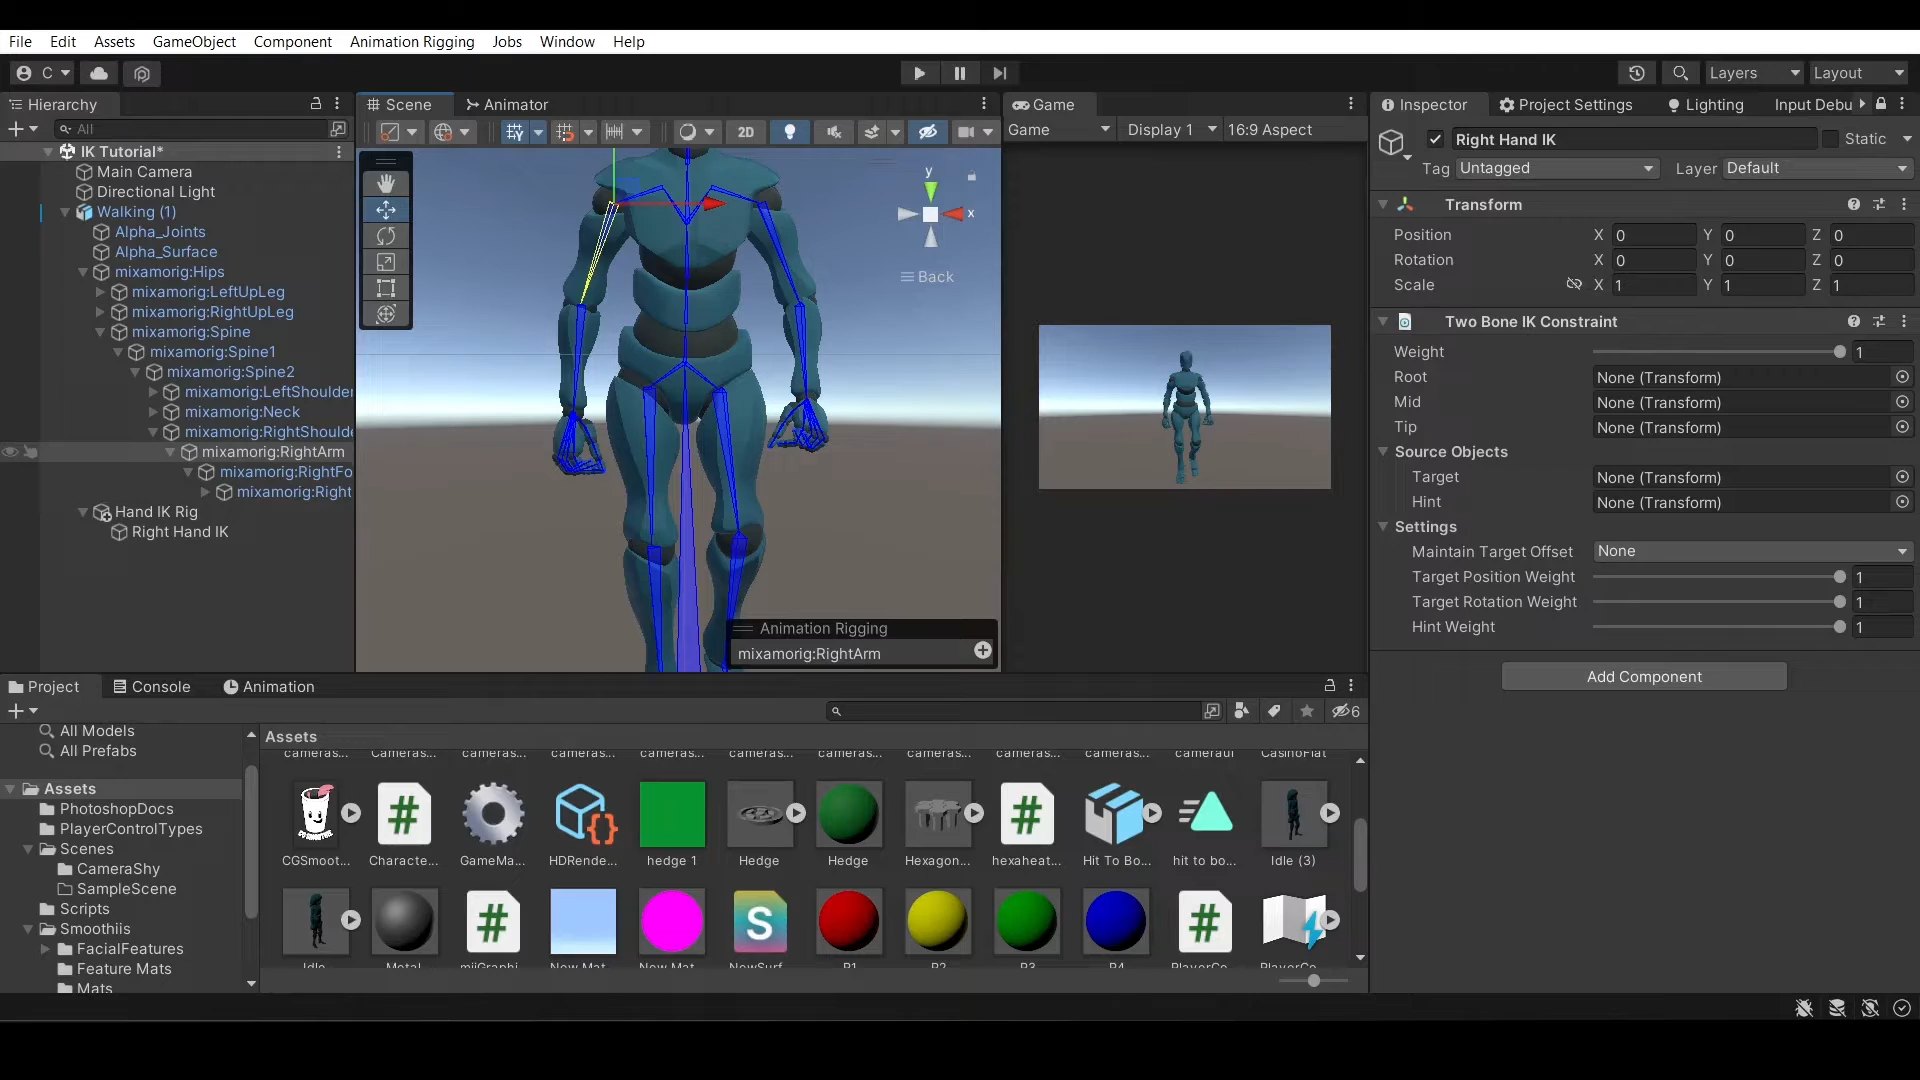 File Edit Assets GameObject Component Animation Rigging Jobs Window Help
C Layers Layout
Hierarchy
All
IK Tutorial*
Main Camera
Directional Light
Walking (1)
Alpha_Joints
Alpha_Surface
mixamorig:Hips
mixamorig:LeftUpLeg
mixamorig:RightUpLeg
mixamorig:Spine
mixamorig:Spine1
mixamorig:Spine2
mixamorig:LeftShoulder
mixamorig:Neck
mixamorig:RightShoulde
mixamorig:RightArm
mixamorig:RightFo
mixamorig:Right
Hand IK Rig
Right Hand IK
Scene Animator
2D
y
x
Back
Animation Rigging
mixamorig:RightArm
Game
Game Display 1 16:9 Aspect
Inspector Project Settings Lighting Input Debu
Right Hand IK Static
Tag Untagged Layer Default
Transform
Position X 0 Y 0 Z 0
Rotation X 0 Y 0 Z 0
Scale X 1 Y 1 Z 1
Two Bone IK Constraint
Weight 1
Root None (Transform)
Mid None (Transform)
Tip None (Transform)
Source Objects
Target None (Transform)
Hint None (Transform)
Settings
Maintain Target Offset None
Target Position Weight 1
Target Rotation Weight 1
Hint Weight 1
Add Component
Project Console Animation
6
All Models
All Prefabs
Assets
PhotoshopDocs
PlayerControlTypes
Scenes
CameraShy
SampleScene
Scripts
Smoothiis
FacialFeatures
Feature Mats
Mats
Assets
cameras... Cameras... cameras... cameras... cameras... cameras... cameras... cameras... cameras... cameraui CasinoFlat
CGSmoot... Characte... GameMa... HDRende... hedge 1 Hedge Hedge Hexagon... hexaheat... Hit To Bo... hit to bo... Idle (3)
Idle Metal miiGraphi New Mat New Mat NewSurf P1 P2 P3 P4 PlayerCo PlayerCo